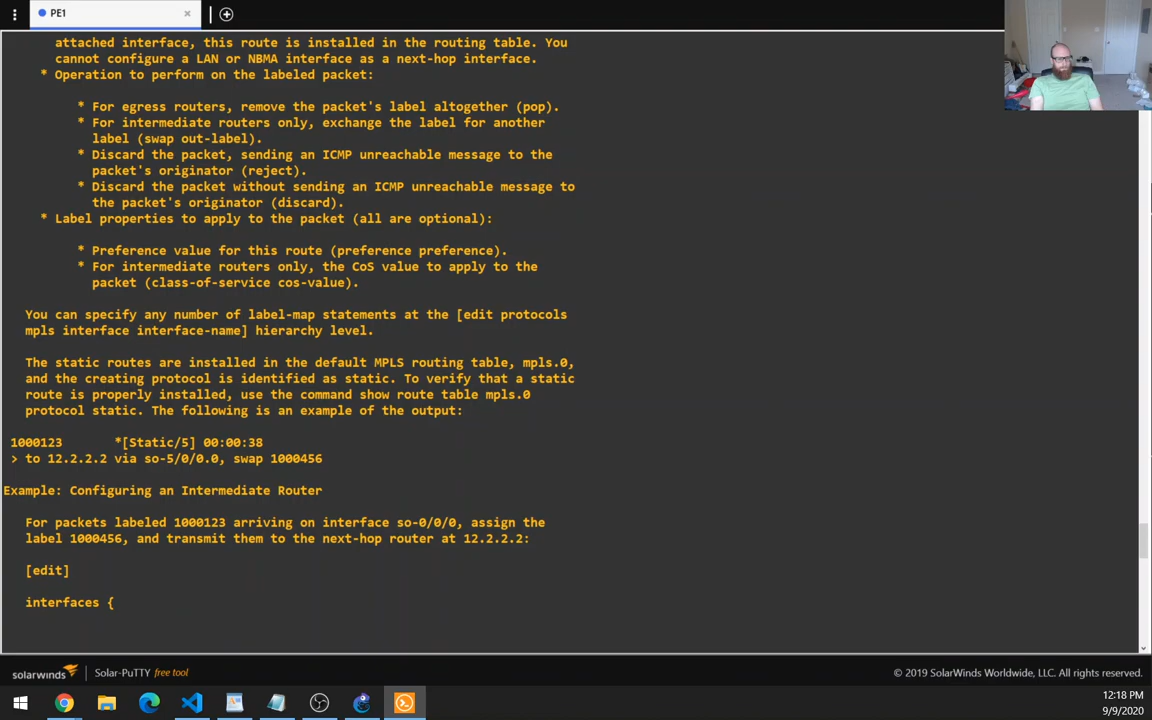 PE1
attached interface, this route is installed in the routing table. You
cannot configure a LAN or NBMA interface as a next-hop interface.
* Operation to perform on the labeled packet:
* For egress routers, remove the packet's label altogether (pop).
* For intermediate routers only, exchange the label for another
label (swap out-label).
* Discard the packet, sending an ICMP unreachable message to the
packet's originator (reject).
* Discard the packet without sending an ICMP unreachable message to
the packet's originator (discard).
* Label properties to apply to the packet (all are optional):
* Preference value for this route (preference preference).
* For intermediate routers only, the CoS value to apply to the
packet (class-of-service cos-value).
You can specify any number of label-map statements at the [edit protocols
mpls interface interface-name] hierarchy level.
The static routes are installed in the default MPLS routing table, mpls.0,
and the creating protocol is identified as static. To verify that a static
route is properly installed, use the command show route table mpls.0
protocol static. The following is an example of the output:
1000123 *[Static/5] 00:00:38
> to 12.2.2.2 via so-5/0/0.0, swap 1000456
Example: Configuring an Intermediate Router
For packets labeled 1000123 arriving on interface so-0/0/0, assign the
label 1000456, and transmit them to the next-hop router at 12.2.2.2:
[edit]
interfaces {
solarwinds Solar-PuTTY free tool © 2019 SolarWinds Worldwide, LLC. All rights reserved.
12:18 PM
9/9/2020